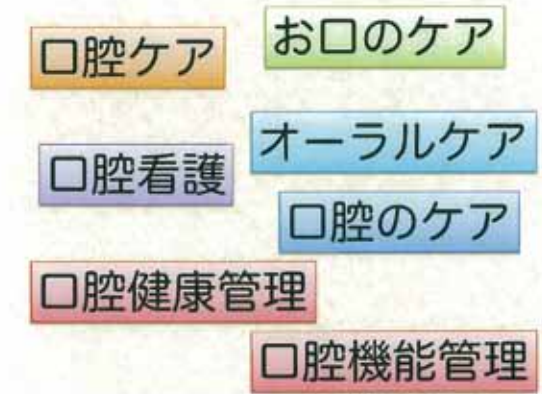 口腔ケア
お口のケア
オーラルケア
口腔看護
口腔のケア
口腔健康管理
口腔機能管理